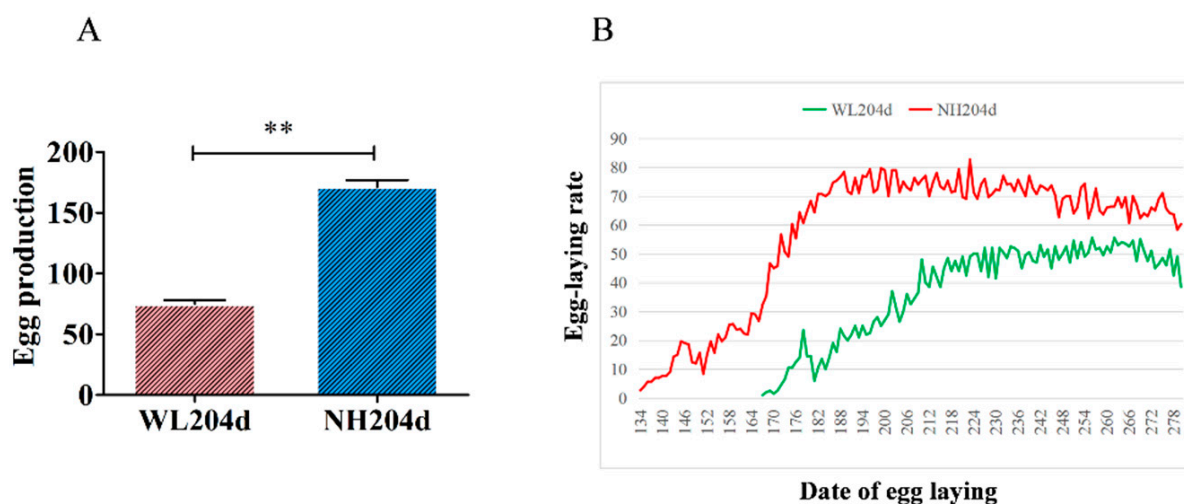 A
B
**
Egg production
200
150
100
50
0
WL204d NH204d
WL204d NH204d
Egg-laying rate
90
80
70
60
50
40
30
20
10
0
134 140 146 152 158 164 170 176 182 188 194 200 206 212 218 224 230 236 242 248 254 260 266 272 278
Date of egg laying